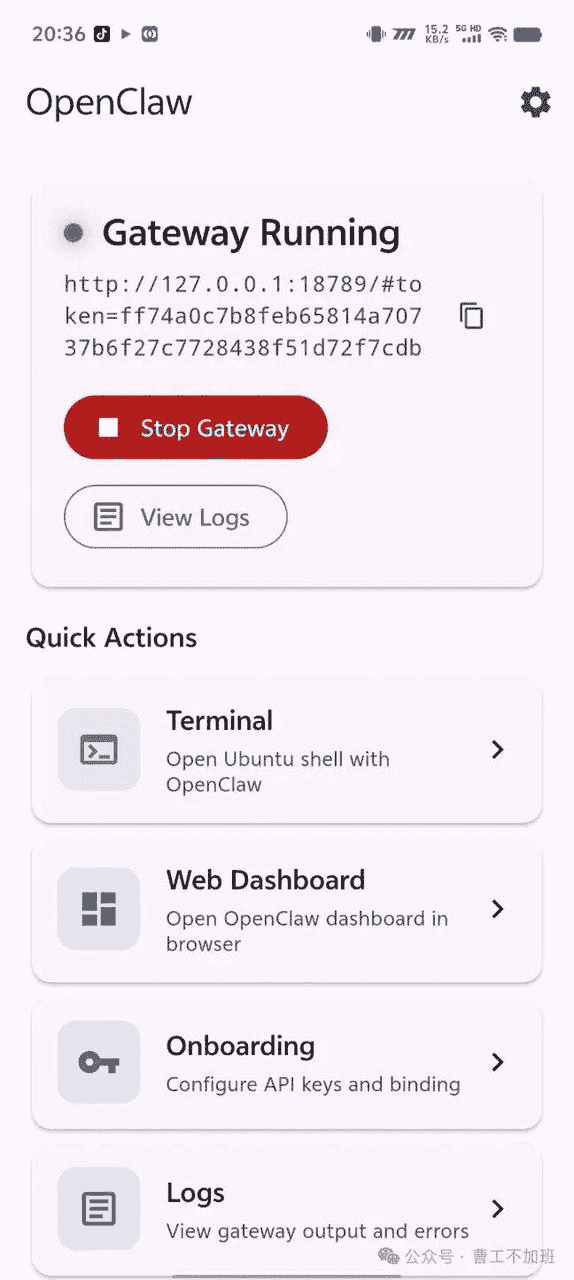 20:36
15.2
KB/s
5G HD
OpenClaw
Gateway Running
http://127.0.0.1:18789/#to
ken=ff74a0c7b8feb65814a707
37b6f27c7728438f51d72f7cdb
Stop Gateway
View Logs
Quick Actions
Terminal
Open Ubuntu shell with
OpenClaw
Web Dashboard
Open OpenClaw dashboard in
browser
Onboarding
Configure API keys and binding
Logs
View gateway output and errors
公众号 · 曹工不加班